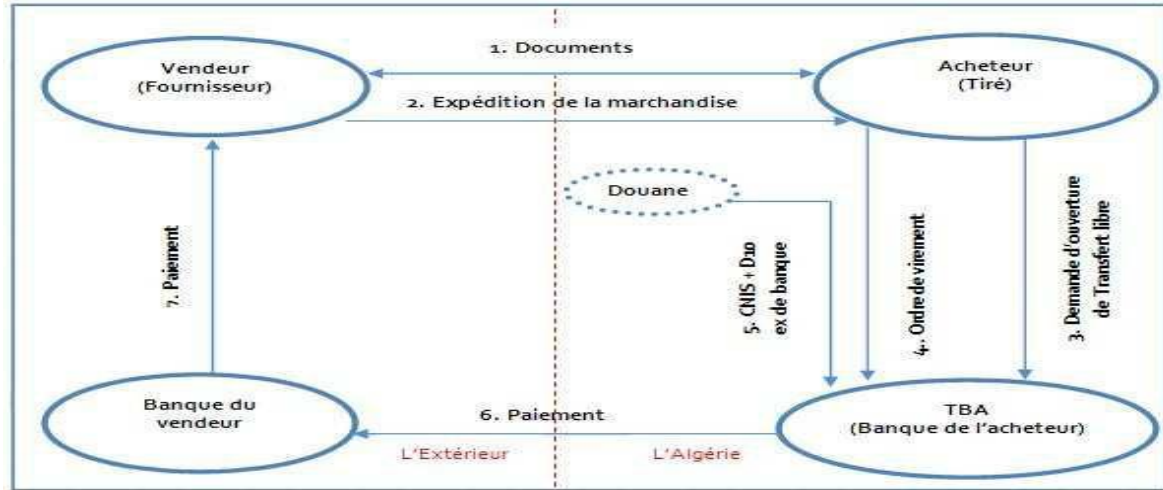 1. Documents
Vendeur
(Fournisseur)
Acheteur
(Tiré)
2. Expédition de la marchandise
Douane
7. Paiement
5. CNIS + D10
ex de banque
4. Ordre de virement
3. Demande d'ouverture
de Transfert libre
Banque du
vendeur
6. Paiement
TBA
(Banque de l'acheteur)
L'Extérieur
L'Algérie